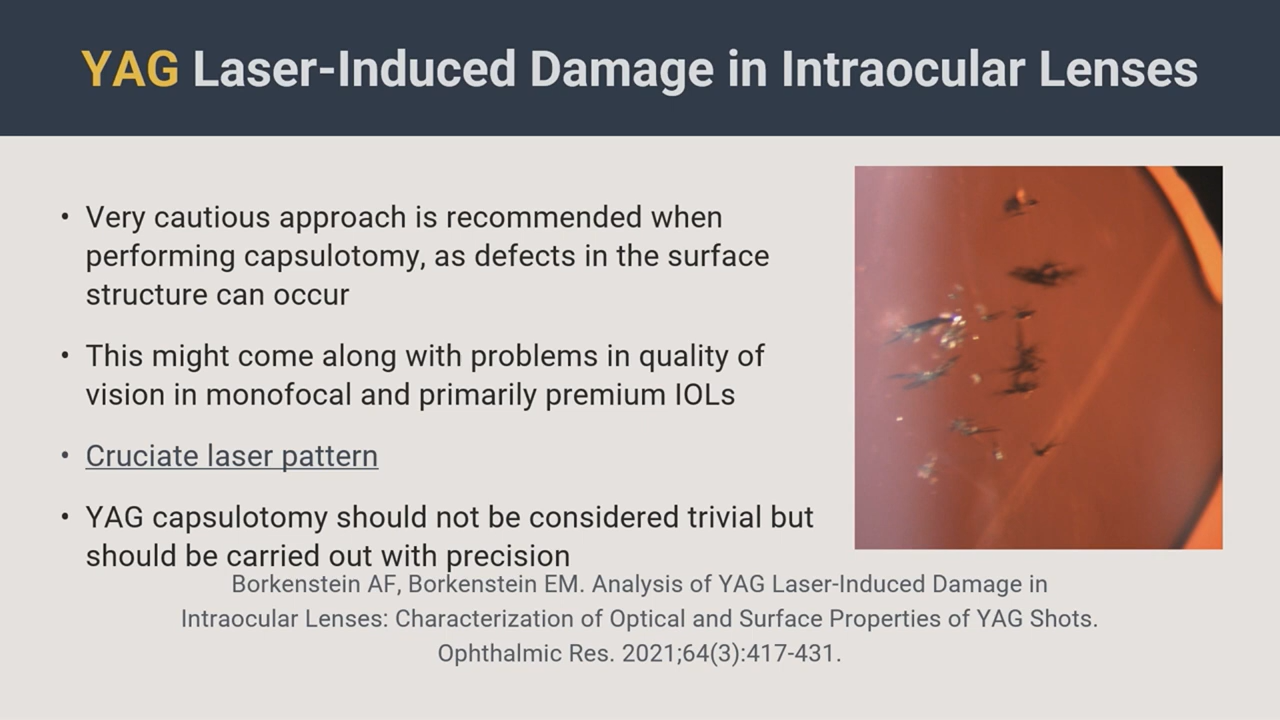 YAG Laser-Induced Damage in Intraocular Lenses
• Very cautious approach is recommended when
performing capsulotomy, as defects in the surface
structure can occur
• This might come along with problems in quality of
vision in monofocal and primarily premium IOLs
• Cruciate laser pattern
• YAG capsulotomy should not be considered trivial but
should be carried out with precision
Borkenstein AF, Borkenstein EM. Analysis of YAG Laser-Induced Damage in
Intraocular Lenses: Characterization of Optical and Surface Properties of YAG Shots.
Ophthalmic Res. 2021;64(3):417-431.